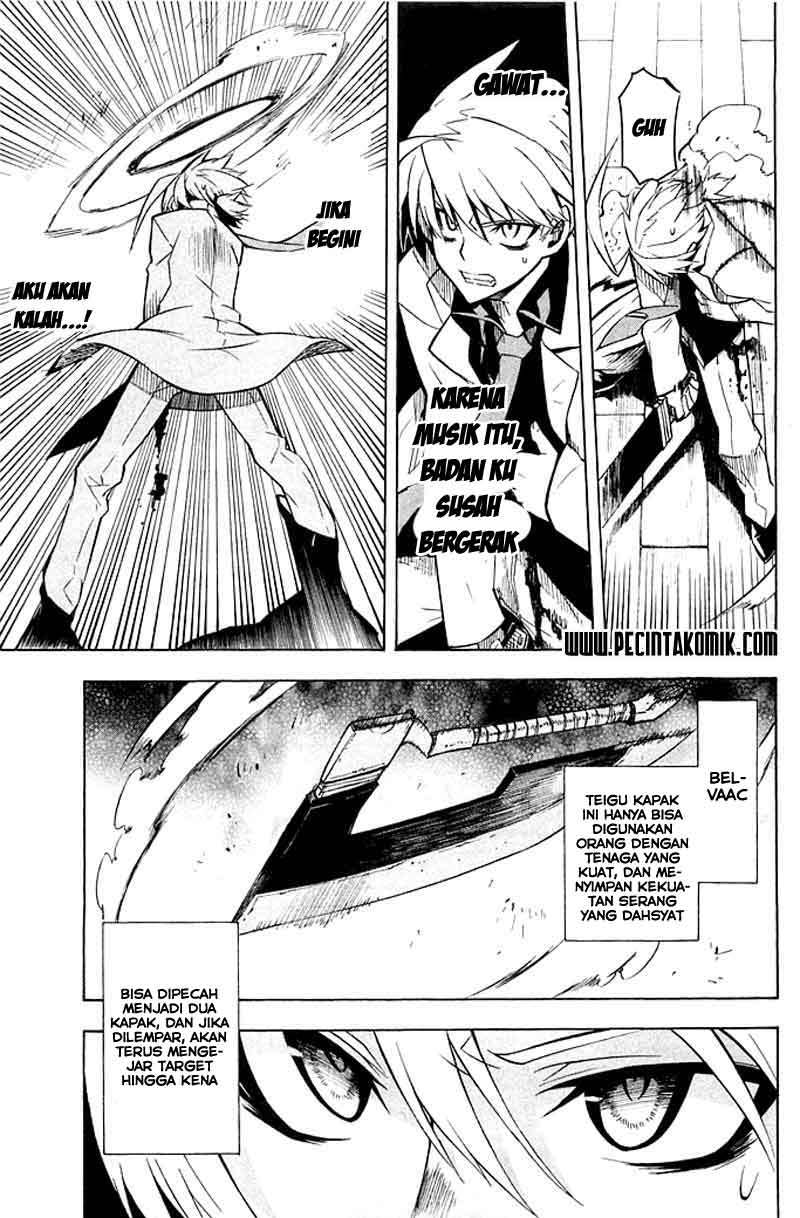 GUH
GAWAT...
KARENA
MUSIK ITU,
BADAN KU
SUSAH
BERGERAK
JIKA
BEGINI
AKU AKAN
KALAH....!
WWW.PECINTAKOMIK.COM
BEL-
VAAC
TEIGU KAPAK
INI HANYA BISA
DIGUNAKAN
ORANG DENGAN
TENAGA YANG
KUAT, DAN ME-
NYIMPAN KEKUA-
TAN SERANG
YANG DAHSYAT
BISA DIPECAH
MENJADI DUA
KAPAK, DAN JIKA
DILEMPAR, AKAN
TERUS MENGE-
JAR TARGET
HINGGA KENA